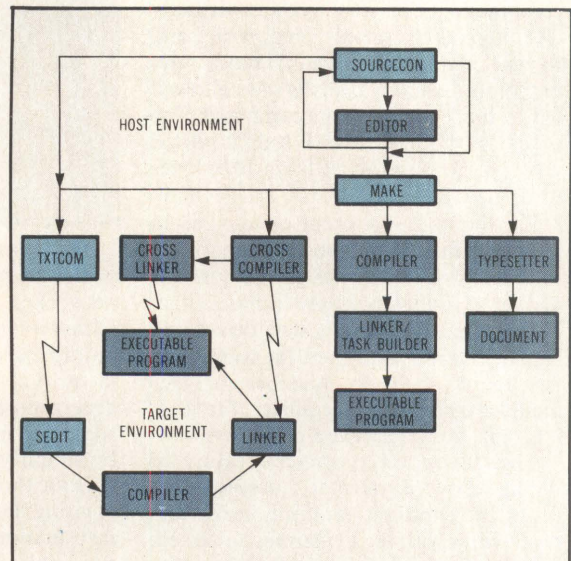 SOURCECON
HOST ENVIRONMENT
EDITOR
MAKE
TXTCOM
CROSS
LINKER
CROSS
COMPILER
COMPILER
TYPESETTER
EXECUTABLE
PROGRAM
LINKER/
TASK BUILDER
DOCUMENT
TARGET
ENVIRONMENT
EXECUTABLE
PROGRAM
SEDIT
LINKER
COMPILER